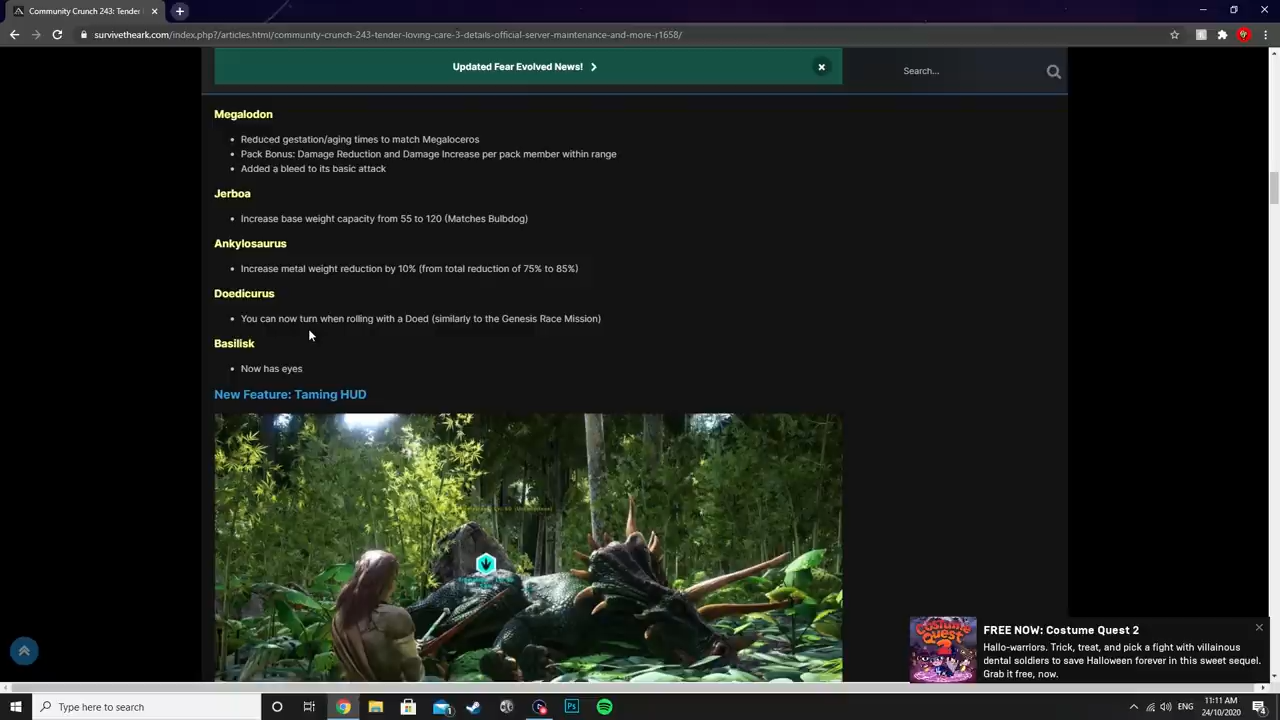 Community Crunch 243: Tender
survivetheark.com/index.php?/articles.html/community-crunch-243-tender-loving-care-3-details-official-server-maintenance-and-more-r1658/
Updated Fear Evolved News!
Search...
Megalodon
Reduced gestation/aging times to match Megaloceros
Pack Bonus: Damage Reduction and Damage Increase per pack member within range
Added a bleed to its basic attack
Jerboa
Increase base weight capacity from 55 to 120 (Matches Bulbdog)
Ankylosaurus
Increase metal weight reduction by 10% (from total reduction of 75% to 85%)
Doedicurus
You can now turn when rolling with a Doed (similarly to the Genesis Race Mission)
Basilisk
Now has eyes
New Feature: Taming HUD
COSTUME QUEST 2
FREE NOW: Costume Quest 2
Hallo-warriors. Trick, treat, and pick a fight with villainous
dental soldiers to save Halloween forever in this sweet sequel.
Grab it free, now.
Type here to search
Ps
ENG
11:11 AM
24/10/2020